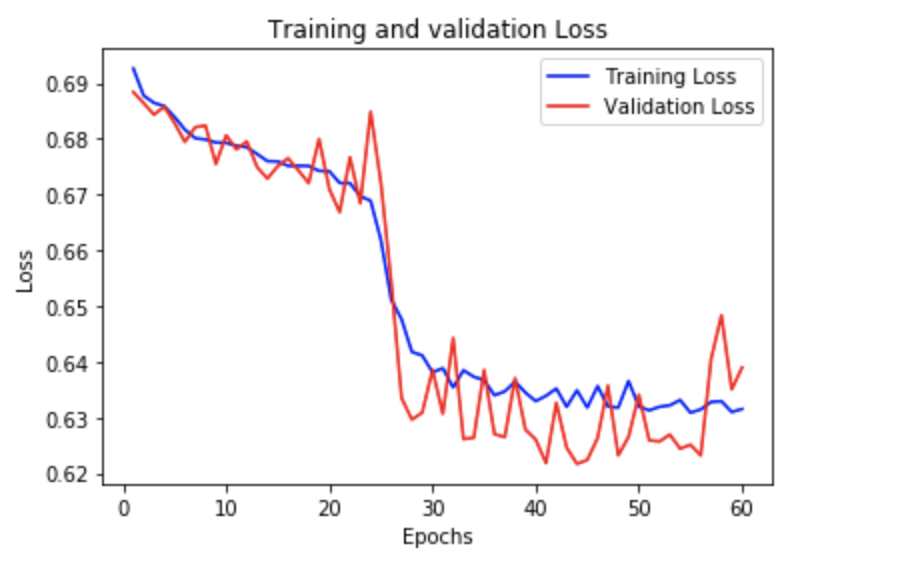 Training and validation Loss
Training Loss
Validation Loss
0.69
0.68
0.67
0.66
0.65
0.64
0.63
0.62
Loss
0 10 20 30 40 50 60
Epochs